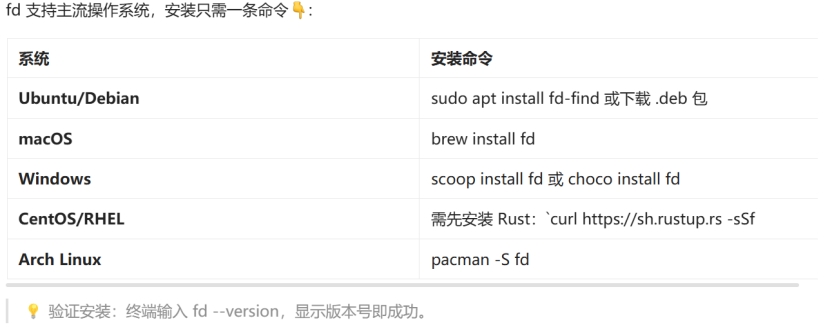 fd 支持主流操作系统，安装只需一条命令👇：
系统 安装命令
Ubuntu/Debian sudo apt install fd-find 或下载 .deb 包
macOS brew install fd
Windows scoop install fd 或 choco install fd
CentOS/RHEL 需先安装 Rust：`curl https://sh.rustup.rs -sSf
Arch Linux pacman -S fd
💡 验证安装：终端输入 fd --version，显示版本号即成功。